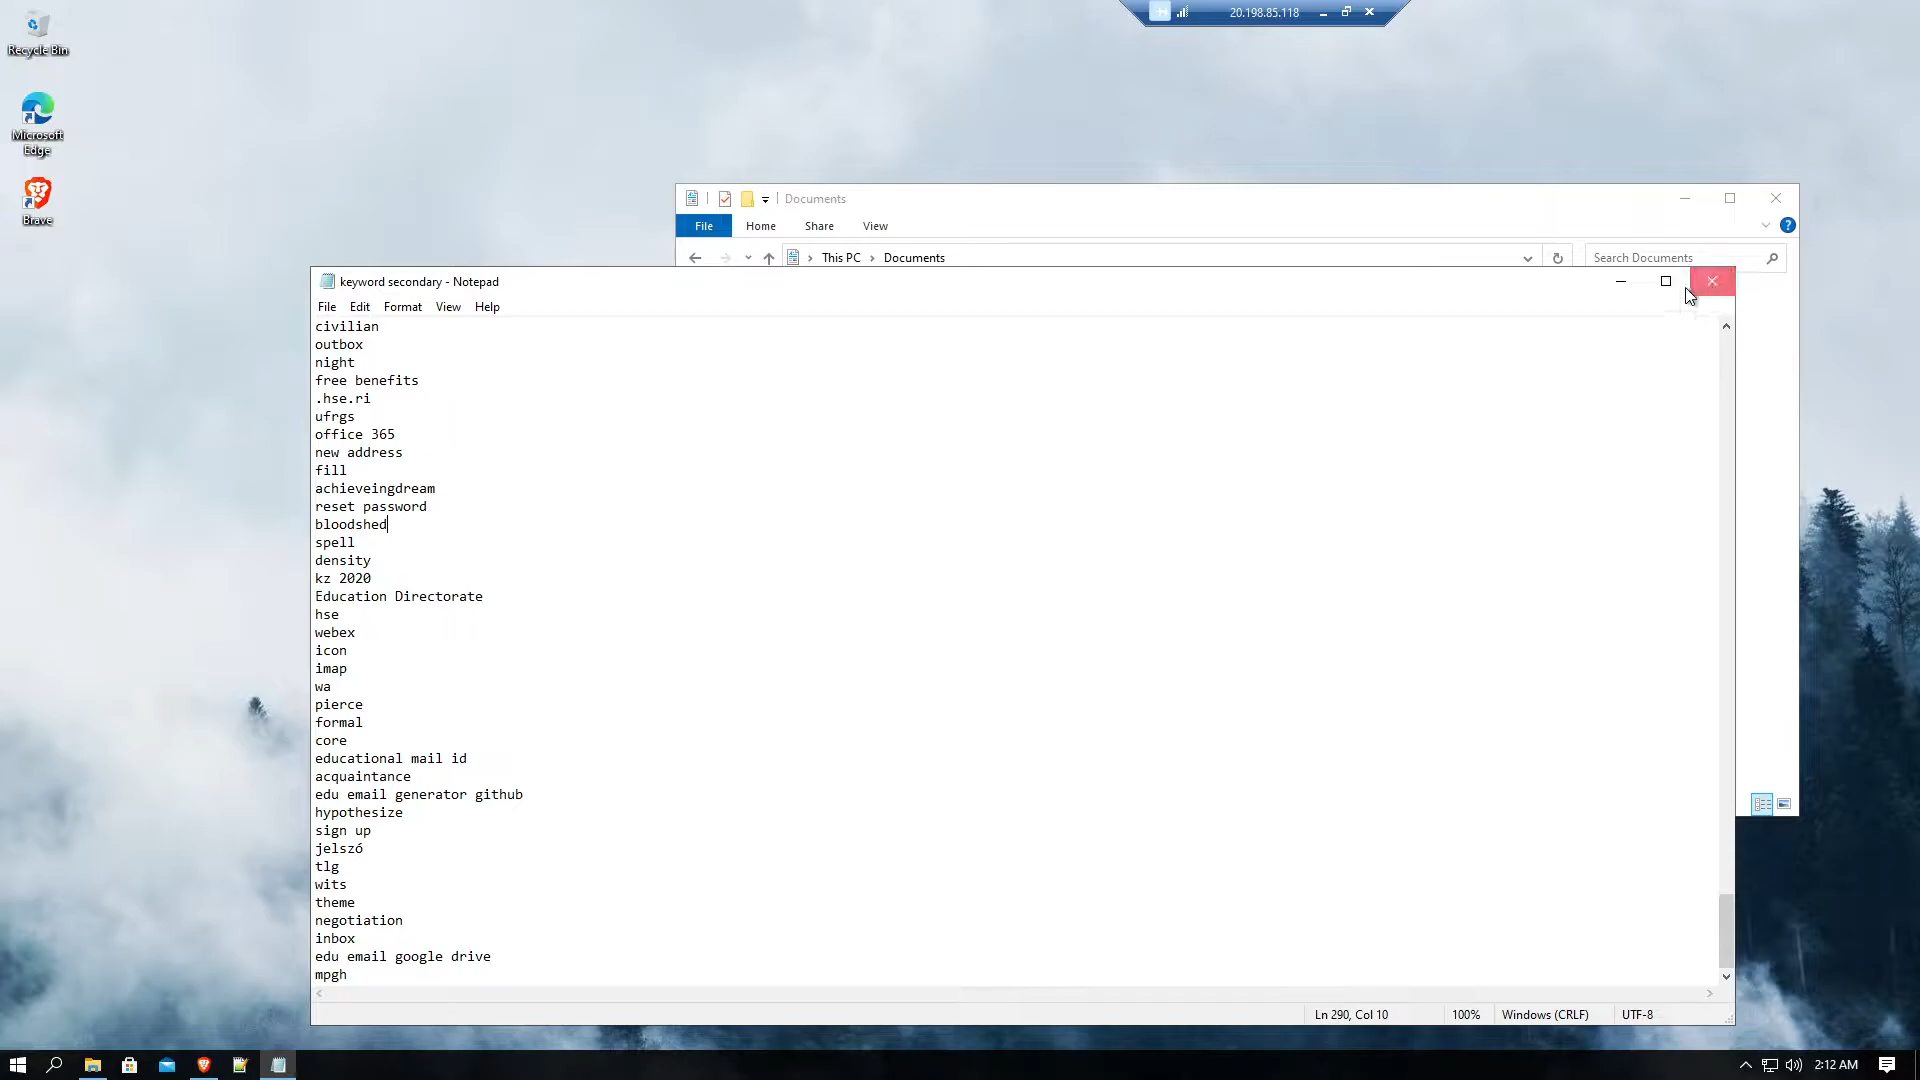 20.198.85.118
Recycle Bin
Microsoft
Edge
Brave
Documents
File Home Share View
This PC Documents
Search Documents
keyword secondary - Notepad
File Edit Format View Help
civilian
outbox
night
free benefits
.hse.ri
ufrgs
office 365
new address
fill
achieveingdream
reset password
bloodshed
spell
density
kz 2020
Education Directorate
hse
webex
icon
imap
wa
pierce
formal
core
educational mail id
acquaintance
edu email generator github
hypothesize
sign up
jelszó
tlg
wits
theme
negotiation
inbox
edu email google drive
mpgh
Ln 290, Col 10 100% Windows (CRLF) UTF-8
2:12 AM